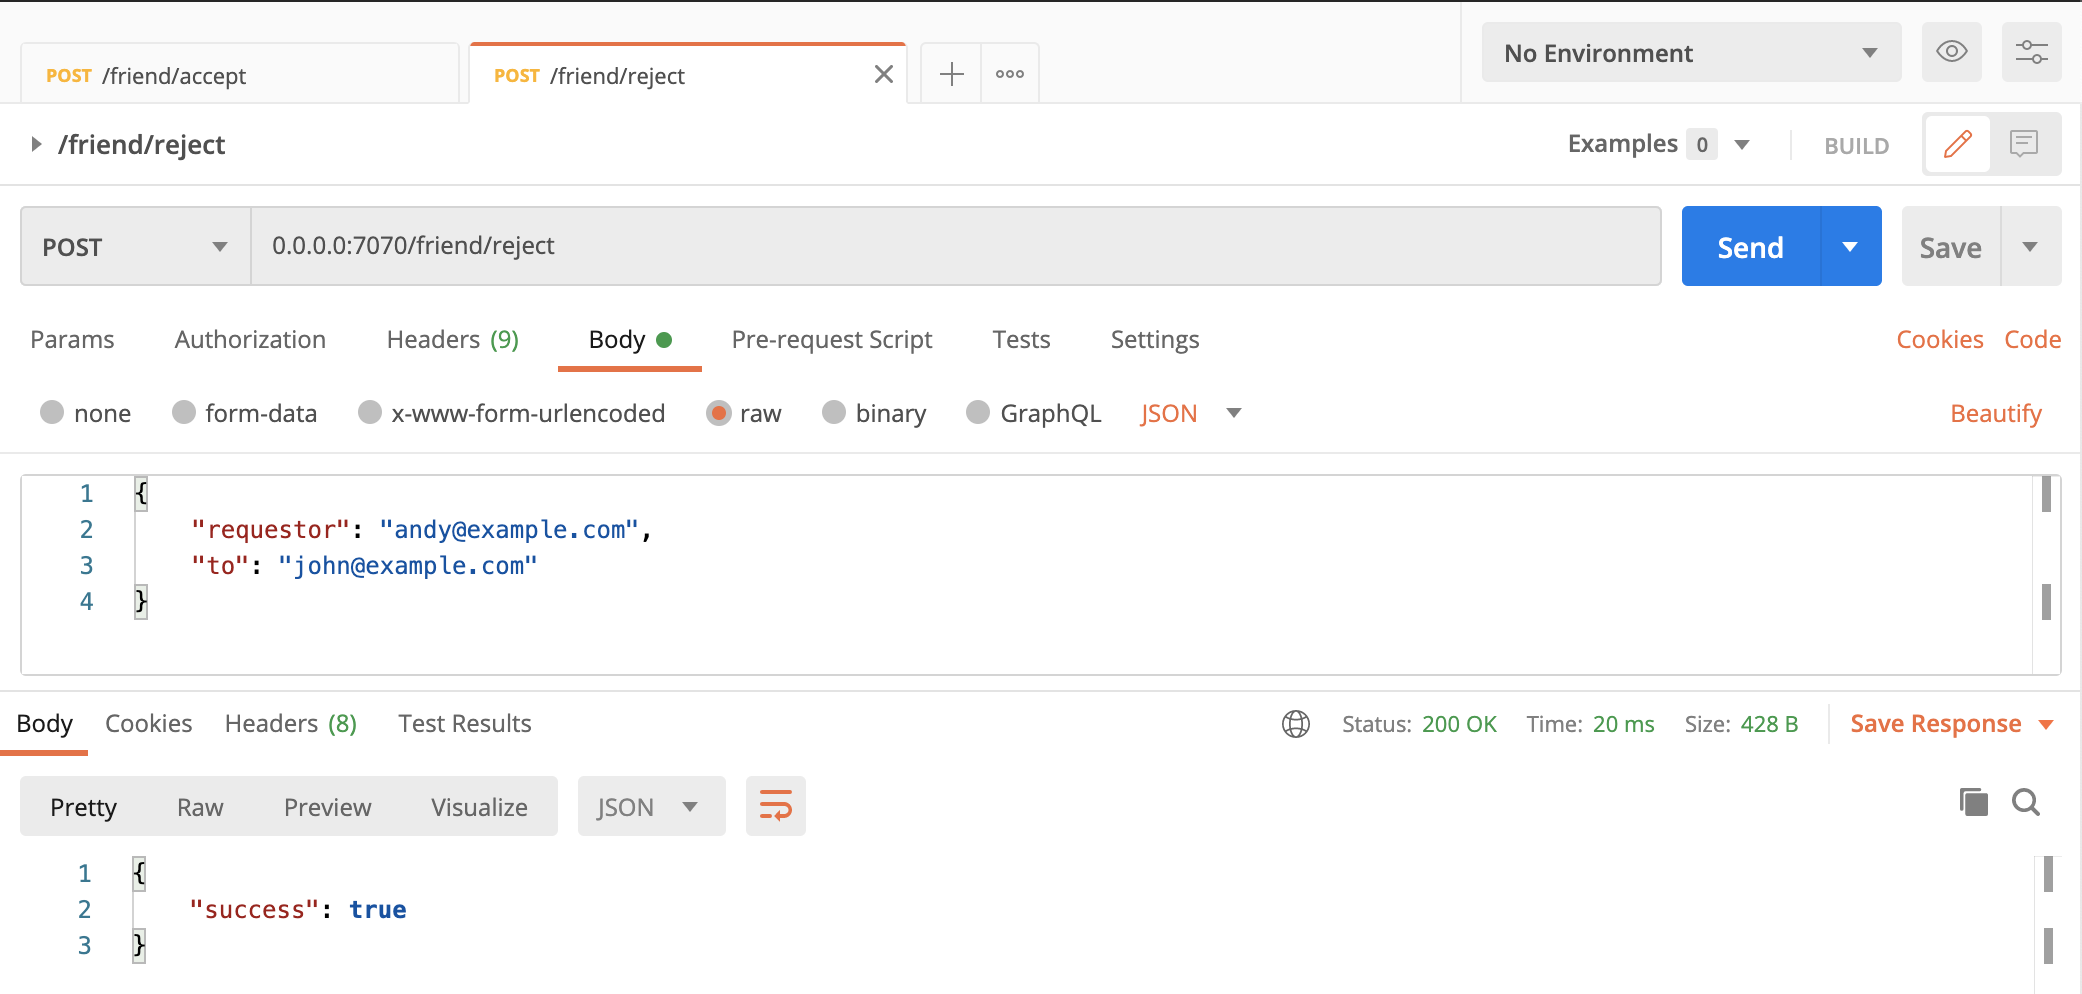 POST /friend/accept
POST /friend/reject
No Environment
/friend/reject
Examples 0
BUILD
POST
0.0.0.0:7070/friend/reject
Send
Save
Params Authorization Headers (9) Body Pre-request Script Tests Settings Cookies Code
none form-data x-www-form-urlencoded raw binary GraphQL JSON Beautify
1 {
2 "requestor": "andy@example.com",
3 "to": "john@example.com"
4 }
Body Cookies Headers (8) Test Results Status: 200 OK Time: 20 ms Size: 428 B Save Response
Pretty Raw Preview Visualize JSON
1 {
2 "success": true
3 }